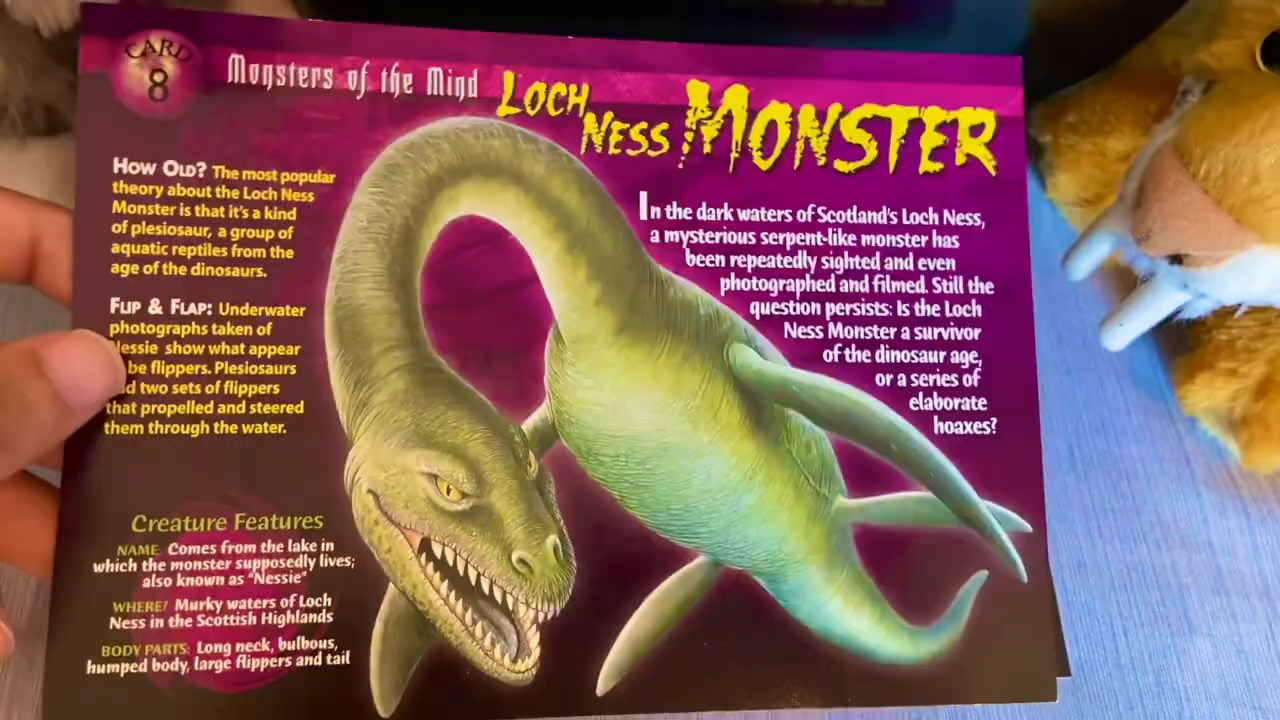 CARD
8
Monsters of the Mind
LOCH
NESS MONSTER
HOW OLD? The most popular
theory about the Loch Ness
Monster is that it's a kind
of plesiosaur, a group of
aquatic reptiles from the
age of the dinosaurs.
FLIP & FLAP: Underwater
photographs taken of
Nessie show what appear
be flippers. Plesiosaurs
two sets of flippers
that propelled and steered
them through the water.
In the dark waters of Scotland's Loch Ness,
a mysterious serpent-like monster has
been repeatedly sighted and even
photographed and filmed. Still the
question persists: Is the Loch
Ness Monster a survivor
of the dinosaur age,
or a series of
elaborate
hoaxes?
Creature Features
NAME: Comes from the lake in
which the monster supposedly lives;
also known as "Nessie"
WHERE? Murky waters of Loch
Ness in the Scottish Highlands
BODY PARTS: Long neck, bulbous,
humped body, large flippers and tail